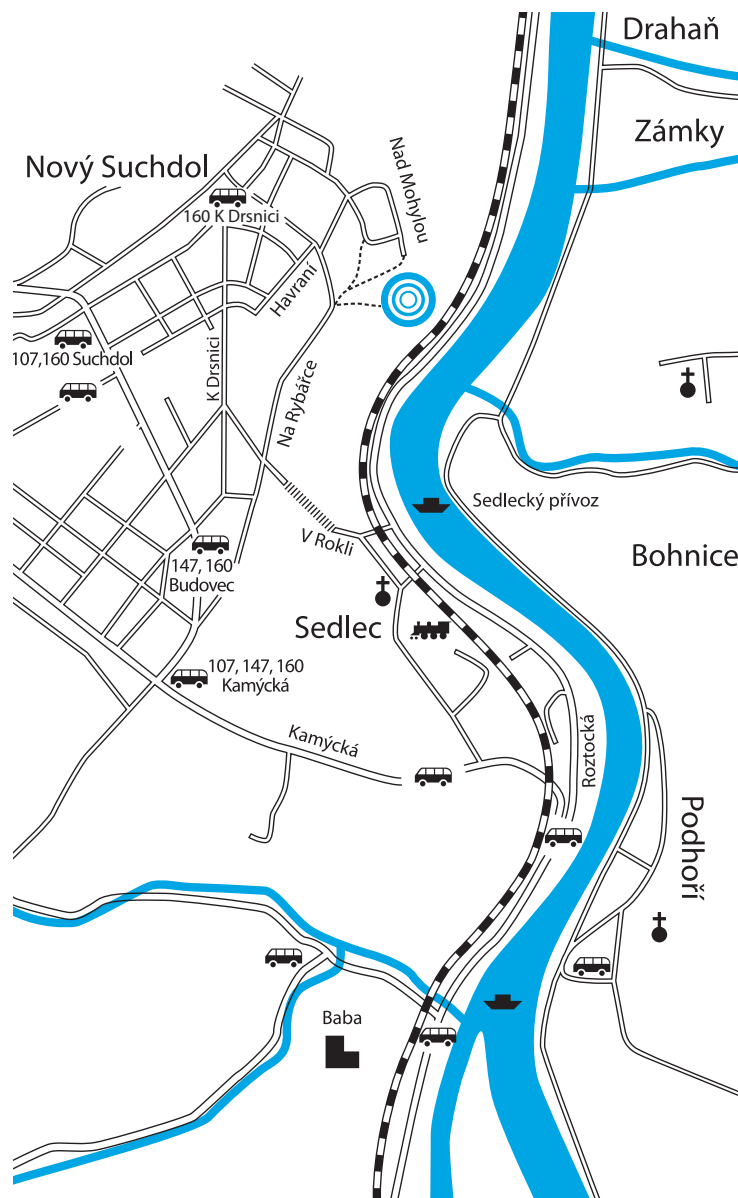 Drahaň
Zámky
Nad Mohylou
Nový Suchdol
160 K Drsnici
Havraní
107,160 Suchdol
K Drsnici
Na Rybářce
Sedlecký přívoz
V Rokli
147, 160
Budovec
Bohnice
Sedlec
107, 147, 160
Kamýcká
Kamýcká
Roztocká
Podhoří
Baba